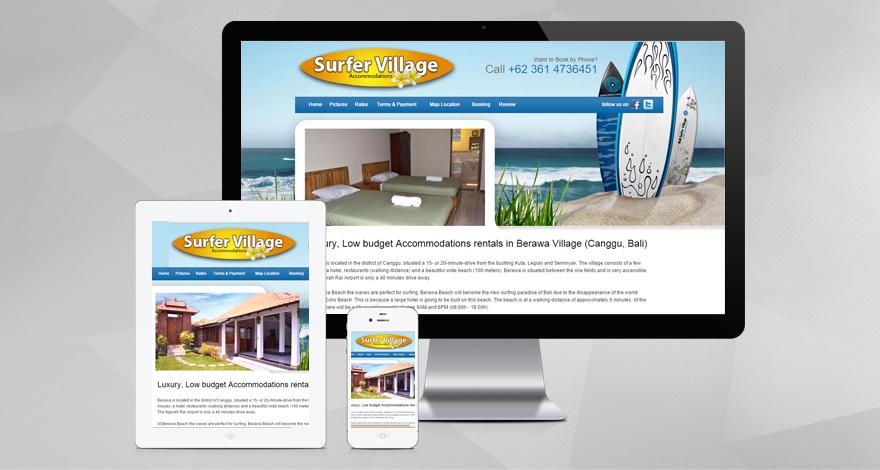 Surfer Village
Accommodations
Want to Book by Phone?
Call +62 361 4736451
Home Pictures Rates Terms & Payment Map Location Booking Review
follow us on
ury, Low budget Accommodations rentals in Berawa Village (Canggu, Bali)
is located in the district of Canggu, situated a 15- or 20-minute-drive from the bustling Kuta, Legian and Seminyak. The village consists of a few
a hotel, restaurants (walking distance) and a beautiful wide beach (100 meters). Berawa is situated between the rice fields and is very accessible.
urah Rai Airport is only a 40 minutes drive away.
wa Beach the waves are perfect for surfing. Berawa Beach will become the new surfing paradise of Bali due to the disappearance of the world-
Echo Beach. This is because a large hotel is going to be built on this beach. The beach is at a walking distance of approximately 5 minutes. At the
8AM and 6PM (08:00h - 18:00h).
Surfer Village
Accommodations
Home Pictures Rates Terms & Payment Map Location Booking
Luxury, Low budget Accommodations renta
Berawa is located in the district of Canggu, situated a 15- or 20-minute-drive from the
houses, a hotel, restaurants (walking distance) and a beautiful wide beach (100 meter
The Ngurah Rai Airport is only a 40 minutes drive away.
At Berawa Beach the waves are perfect for surfing. Berawa Beach will become the n
Surfer Village
Luxury, Low budget Accommodations ren